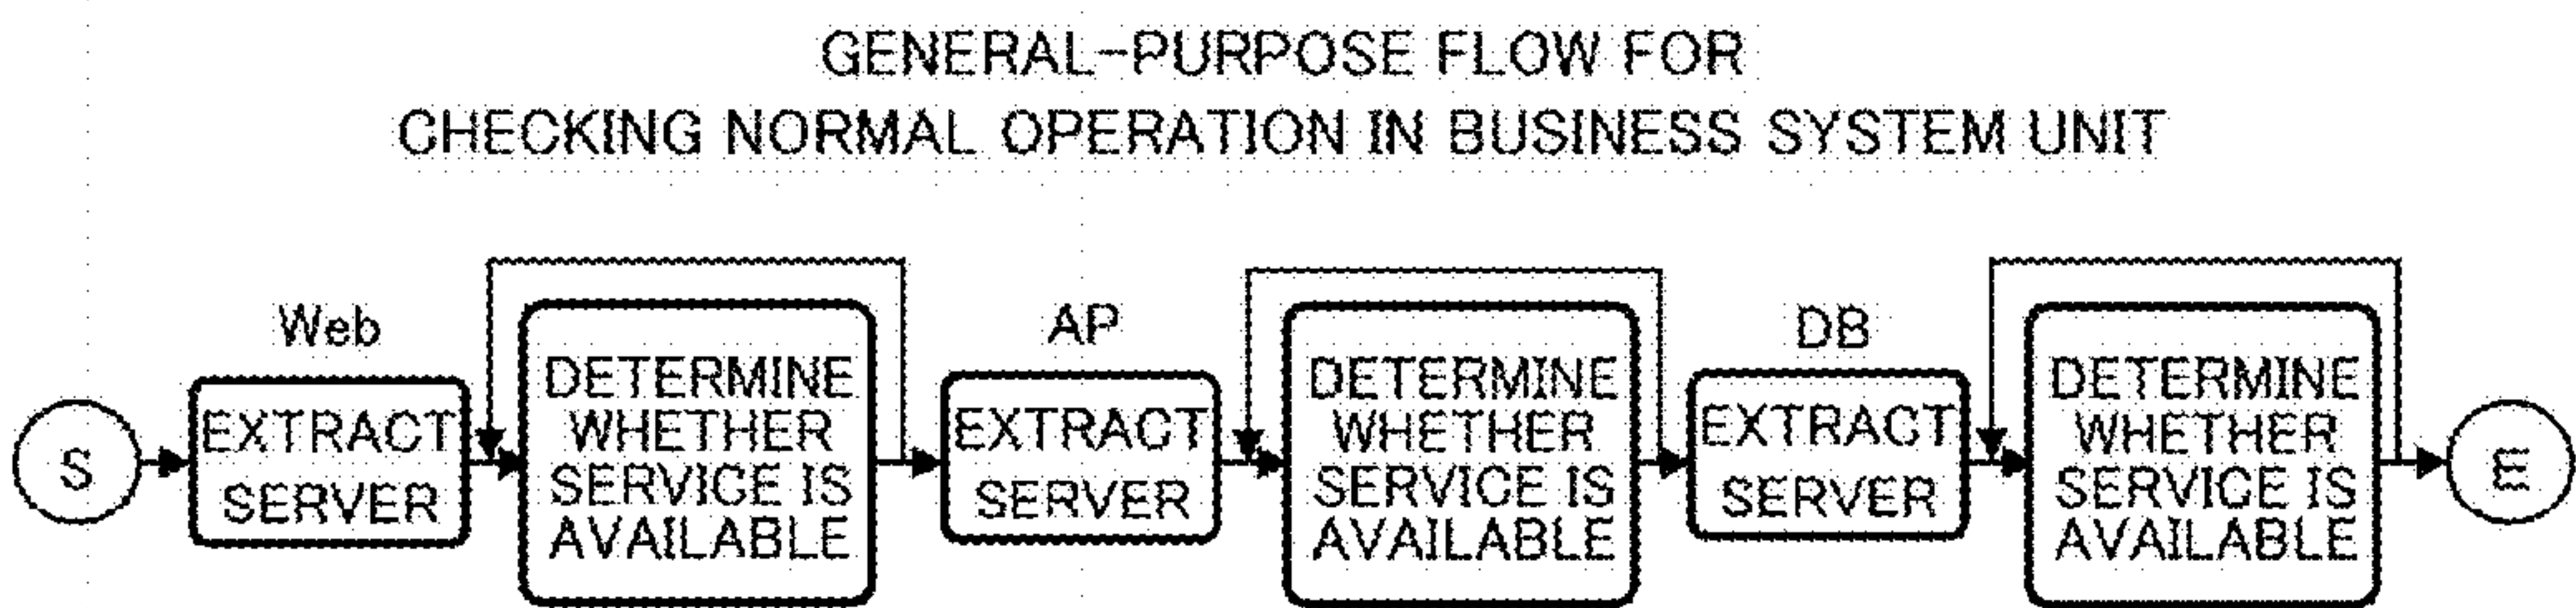 GENERAL-PURPOSE FLOW FOR
CHECKING NORMAL OPERATION IN BUSINESS SYSTEM UNIT
S
Web
EXTRACT
SERVER
DETERMINE
WHETHER
SERVICE IS
AVAILABLE
AP
EXTRACT
SERVER
DETERMINE
WHETHER
SERVICE IS
AVAILABLE
DB
EXTRACT
SERVER
DETERMINE
WHETHER
SERVICE IS
AVAILABLE
E